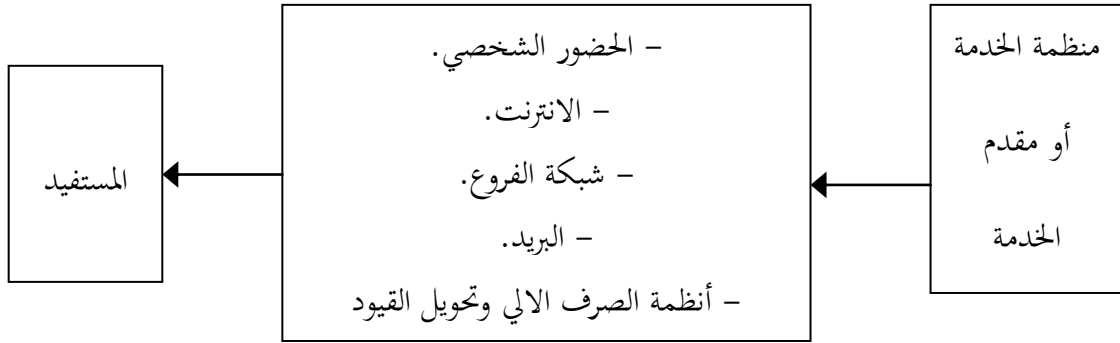 منظمة الخدمة
أو مقدم
الخدمة
– الحضور الشخصي.
– الانترنت.
– شبكة الفروع.
– البريد.
– أنظمة الصرف الالي وتحويل القيود
المستفيد